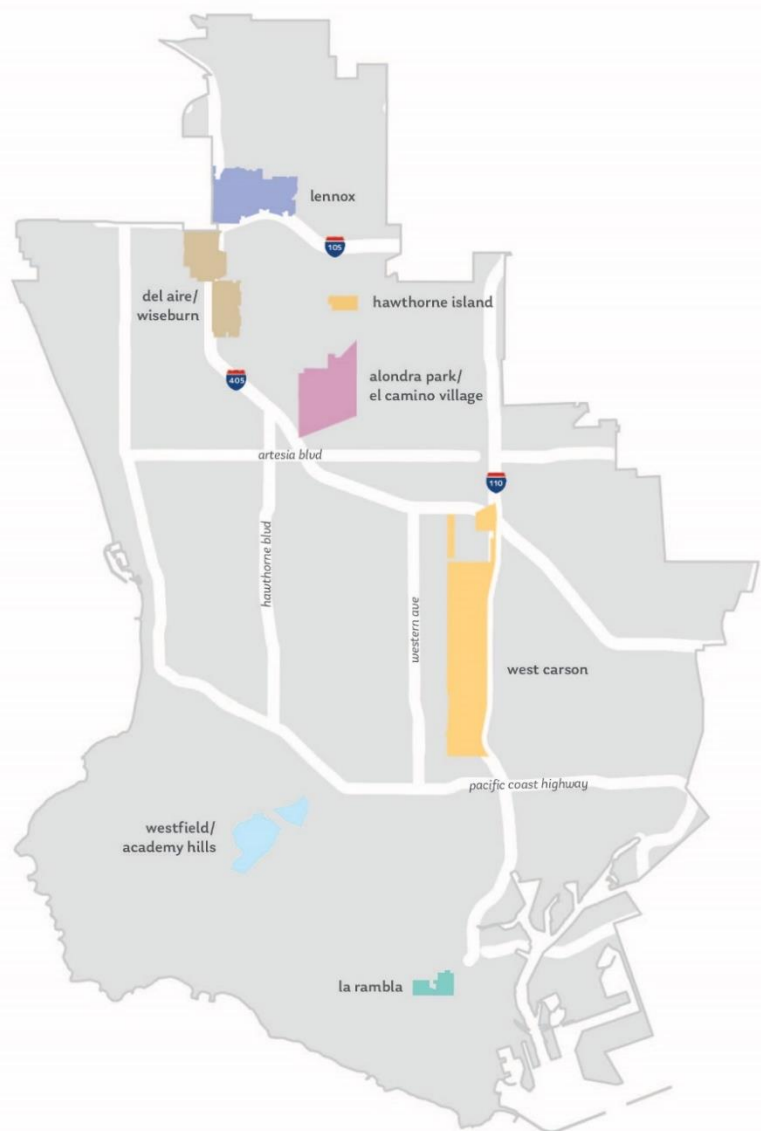 lennox
105
del aire/
wiseburn
hawthorne island
405
alondra park/
el camino village
artesia blvd
110
hawthorne blvd
western ave
west carson
pacific coast highway
westfield/
academy hills
la rambla